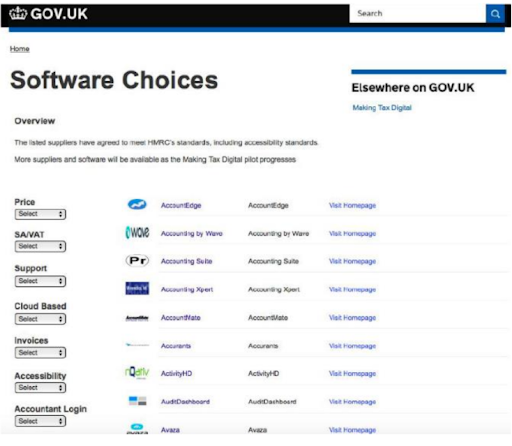 GOV.UK
Search
Home
Software Choices
Elsewhere on GOV.UK
Making Tax Digital
Overview
The listed suppliers have agreed to meet HMRC's standards, including accessibility standards.
More suppliers and software will be available as the Making Tax Digital pilot progresses
Price
Select
SA/VAT
Select
Support
Select
Cloud Based
Select
Invoices
Select
Accessibility
Select
Accountant Login
Select
AccountEdge AccountEdge Visit Homepage
WAVE Accounting by Wave Accounting by Wave Visit Homepage
Pr Accounting Suite Accounting Suite Visit Homepage
Accounting Xpert Accounting Xpert Visit Homepage
AccountMate AccountMate AccountMate Visit Homepage
Accurants Accurants Visit Homepage
ActivityHD ActivityHD Visit Homepage
AuditDashboard AuditDashboard Visit Homepage
avaza Avaza Avaza Visit Homepage